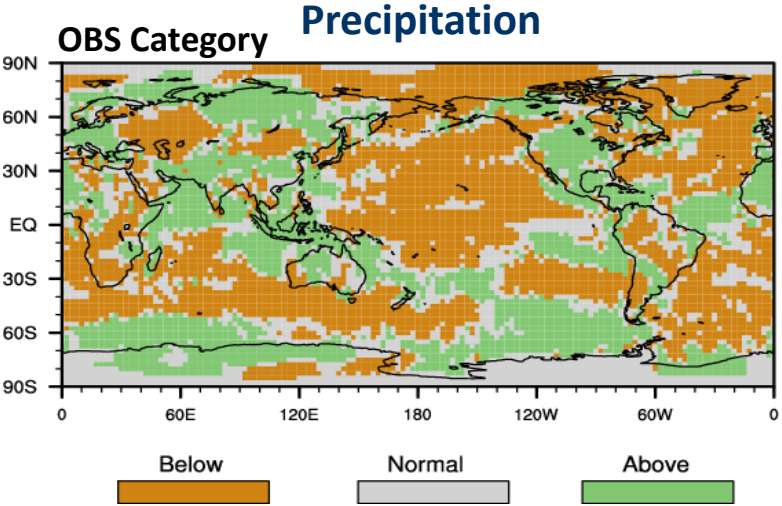 Precipitation
OBS Category
90N
60N
30N
EQ
30S
60S
90S
0 60E 120E 180 120W 60W 0
Below Normal Above